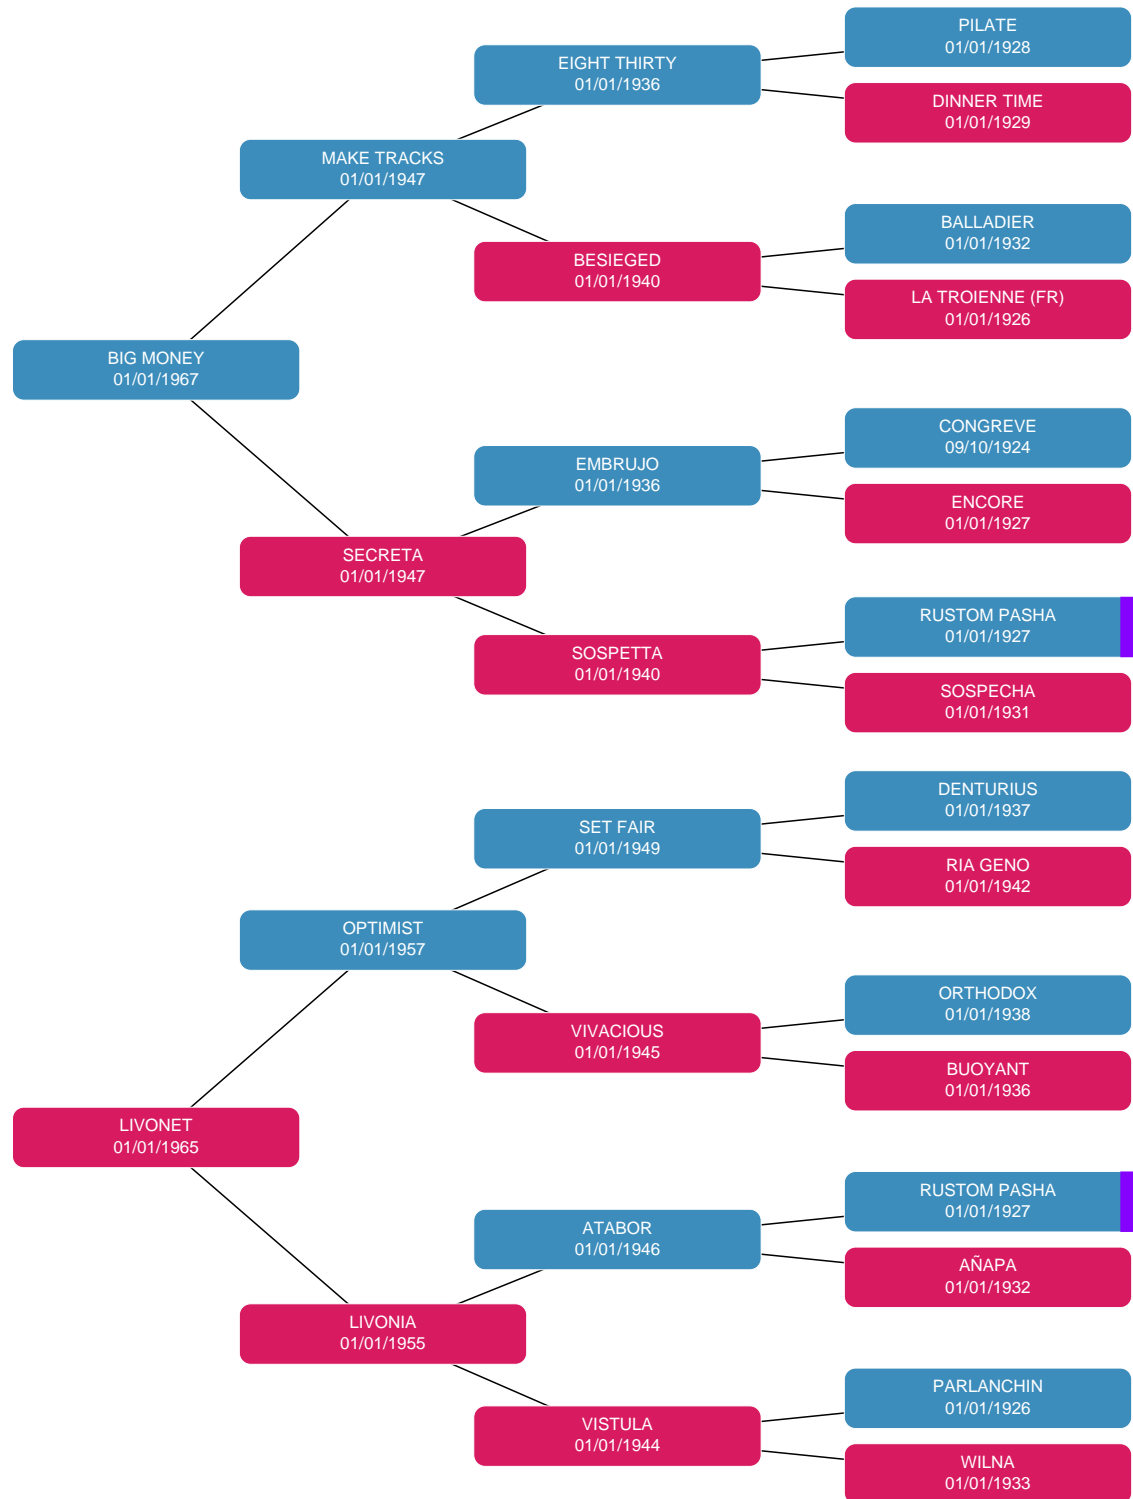 PILATE
01/01/1928
EIGHT THIRTY
01/01/1936
DINNER TIME
01/01/1929
MAKE TRACKS
01/01/1947
BALLADIER
01/01/1932
BESIEGED
01/01/1940
LA TROIENNE (FR)
01/01/1926
BIG MONEY
01/01/1967
CONGREVE
09/10/1924
EMBRUJO
01/01/1936
ENCORE
01/01/1927
SECRETA
01/01/1947
RUSTOM PASHA
01/01/1927
SOSPETTA
01/01/1940
SOSPECHA
01/01/1931
DENTURIUS
01/01/1937
SET FAIR
01/01/1949
RIA GENO
01/01/1942
OPTIMIST
01/01/1957
ORTHODOX
01/01/1938
VIVACIOUS
01/01/1945
BUOYANT
01/01/1936
LIVONET
01/01/1965
RUSTOM PASHA
01/01/1927
ATABOR
01/01/1946
AÑAPA
01/01/1932
LIVONIA
01/01/1955
PARLANCHIN
01/01/1926
VISTULA
01/01/1944
WILNA
01/01/1933